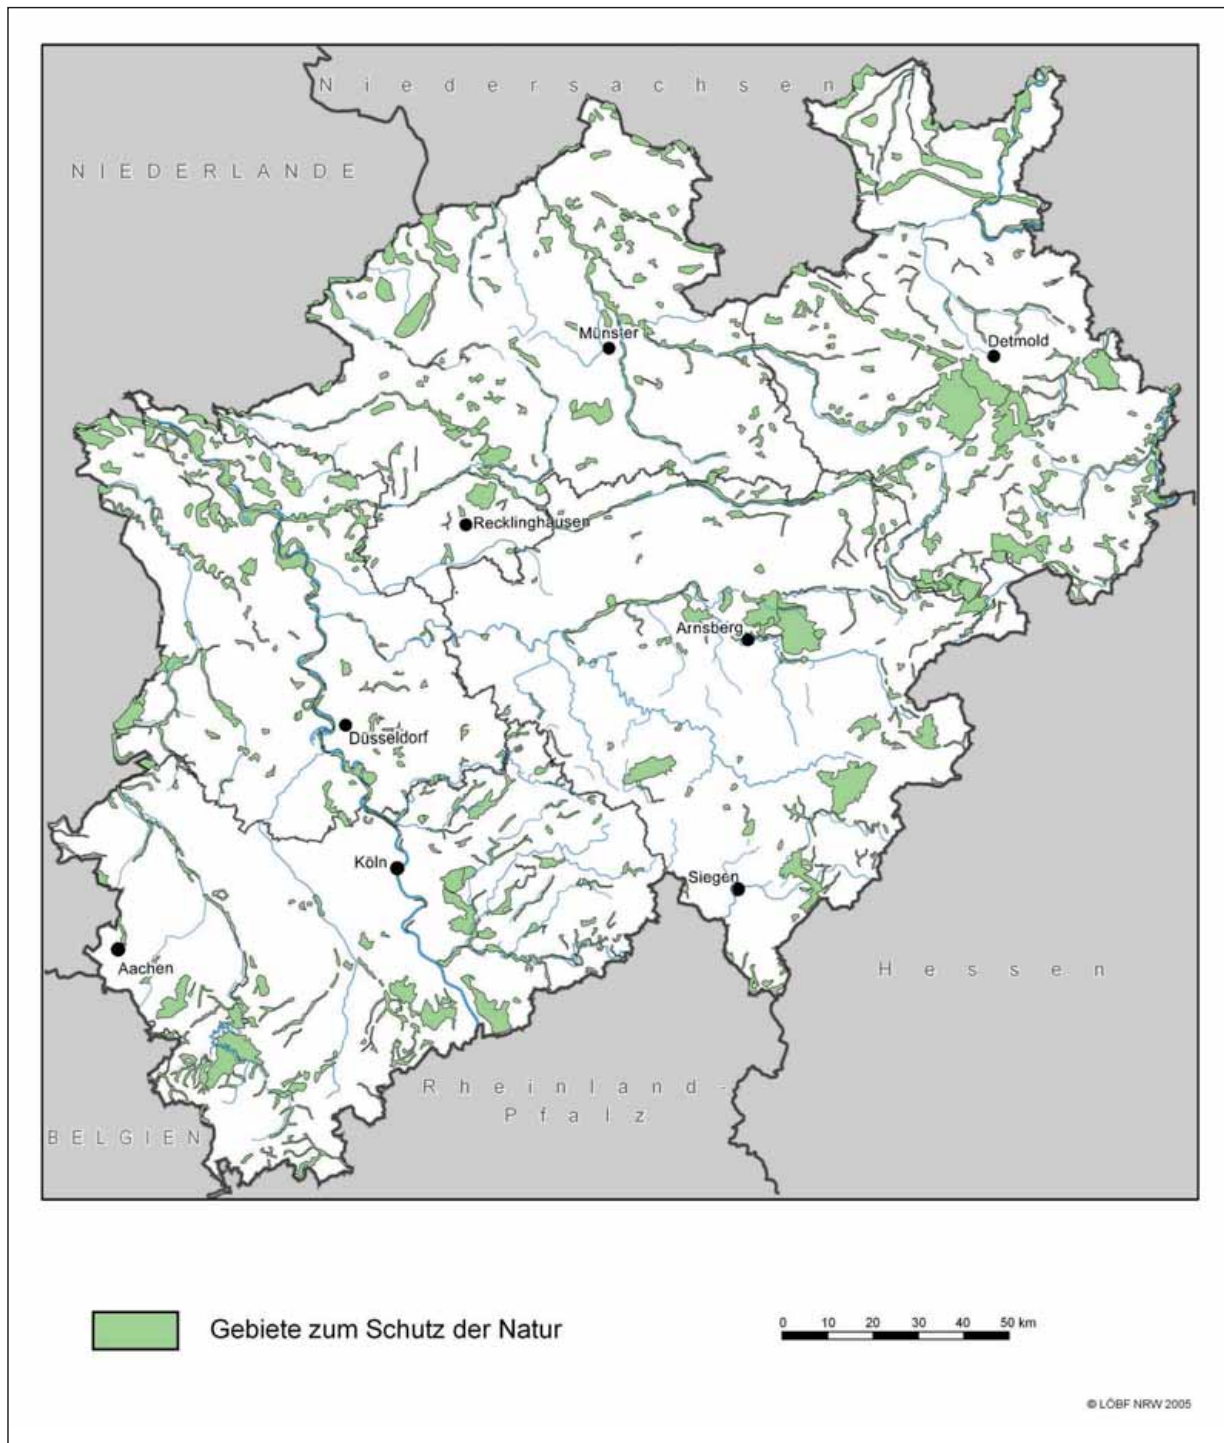 N i e d e r s a c h s e n
N I E D E R L A N D E
Münster
Detmold
Recklinghausen
Arnsberg
Düsseldorf
Köln
Siegen
Aachen
H e s s e n
R h e i n l a n d -
P f a l z
B E L G I E N
Gebiete zum Schutz der Natur
0 10 20 30 40 50 km
© LÖBF NRW 2005